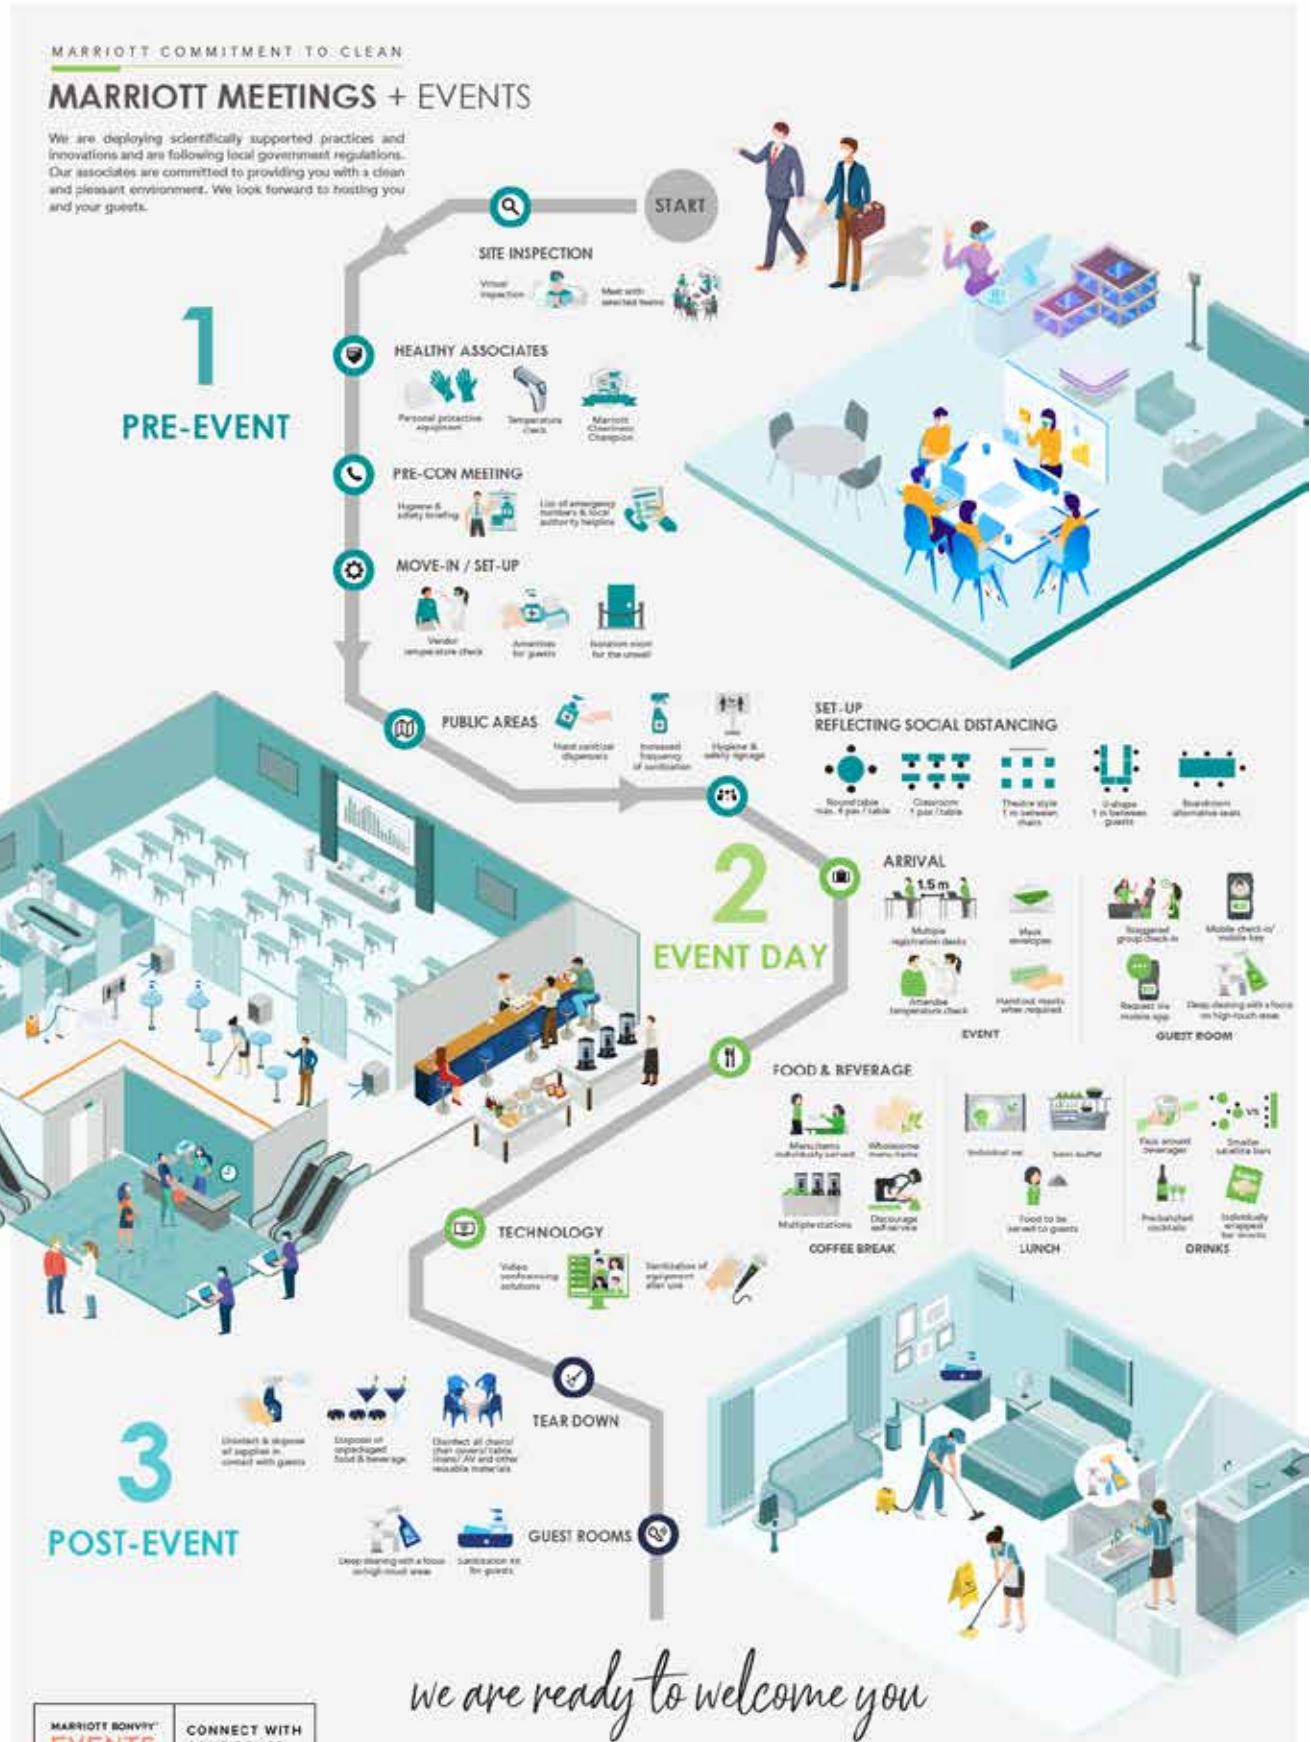 MARRIOTT COMMITMENT TO CLEAN
MARRIOTT MEETINGS + EVENTS
We are deploying scientifically supported practices and
innovations and are following local government regulations.
Our associates are committed to providing you with a clean
and pleasant environment. We look forward to hosting you
and your guests.
START
SITE INSPECTION
Virtual
inspection
Meet with
selected teams
1
PRE-EVENT
HEALTHY ASSOCIATES
Personal protective
equipment
Temperature
check
Marriott
Cleanliness
Champion
PRE-CON MEETING
Hygiene &
safety briefing
List of emergency
numbers & local
authority helpline
MOVE-IN / SET-UP
Vendor
temperature check
Amenities
for guests
Isolation room
for the unwell
PUBLIC AREAS
Hand sanitizer
dispensers
Increased
frequency
of sanitization
Hygiene &
safety signage
SET-UP
REFLECTING SOCIAL DISTANCING
Round table
max. 4 pax / table
Classroom
1 pax / table
Theatre style
1 m between
chairs
U-shape
1 m between
guests
Boardroom
alternative seats
2
EVENT DAY
ARRIVAL
1.5 m
Multiple
registration desks
Mask
envelopes
Attendee
temperature check
Handout masks
when required
EVENT
Staggered
group check-in
Mobile check-in/
mobile key
Request via
mobile app
Deep cleaning with a focus
on high-touch areas
GUEST ROOM
FOOD & BEVERAGE
Menu items
individually served
Wholesome
menu items
Multiple stations
Discourage
self-service
COFFEE BREAK
Individual set
Semi-buffet
Food to be
served to guests
LUNCH
Pass around
beverages
VS
Smaller
satellite bars
Pre-batched
cocktails
Individually
wrapped
bar snacks
DRINKS
TECHNOLOGY
Video
conferencing
solutions
Sanitization of
equipment
after use
3
POST-EVENT
TEAR DOWN
Disinfect & dispose
all supplies in
contact with guests
Disposal of
unpackaged
food & beverage
Disinfect all chairs/
chair covers/ table
linens/ AV and other
reusable materials
GUEST ROOMS
Deep cleaning with a focus
on high-touch areas
Sanitization kit
for guests
we are ready to welcome you
MARRIOTT BONVOY
EVENTS
CONNECT WITH